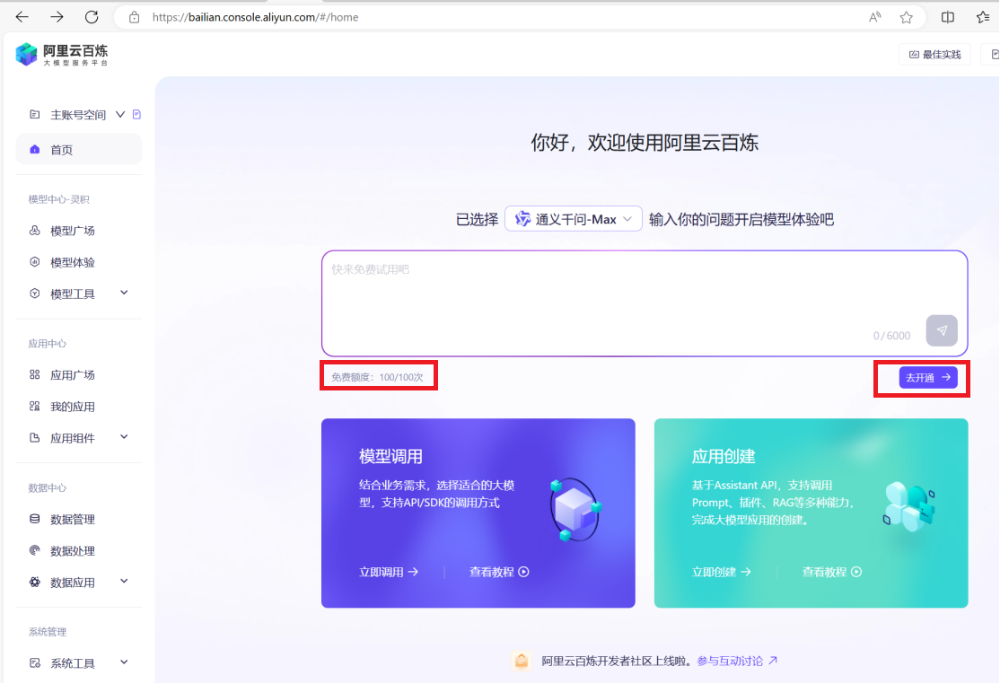 https://bailian.console.aliyun.com/#/home
阿里云百炼
大模型服务平台
最佳实践
主账号空间
首页
模型中心-灵积
模型广场
模型体验
模型工具
应用中心
应用广场
我的应用
应用组件
数据中心
数据管理
数据处理
数据应用
系统管理
系统工具
你好，欢迎使用阿里云百炼
已选择 通义千问-Max 输入你的问题开启模型体验吧
快来免费试用吧
0/6000
免费额度：100/100次
去开通
模型调用
结合业务需求，选择适合的大模
型，支持API/SDK的调用方式
立即调用
查看教程
应用创建
基于Assistant API，支持调用
Prompt、插件、RAG等多种能力，
完成大模型应用的创建。
立即创建
查看教程
阿里云百炼开发者社区上线啦。参与互动讨论